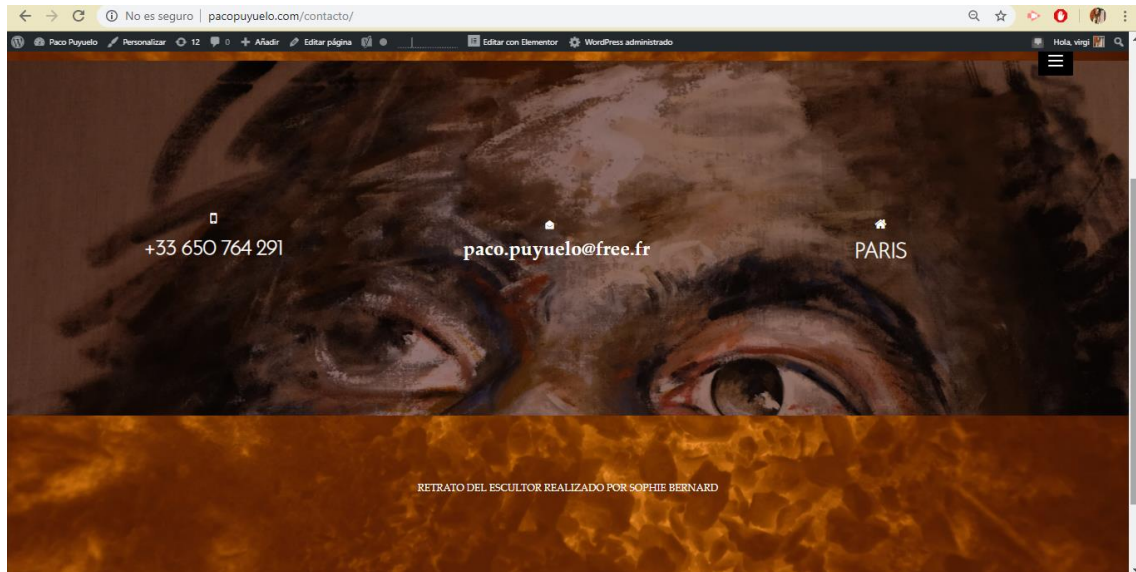 No es seguro | pacopuyuelo.com/contacto/
Paco Puyuelo Personalizar 12 0 + Añadir Editar página Editar con Elementor WordPress administrado Hola, virgi
+33 650 764 291
paco.puyuelo@free.fr
PARIS
RETRATO DEL ESCULTOR REALIZADO POR SOPHIE BERNARD